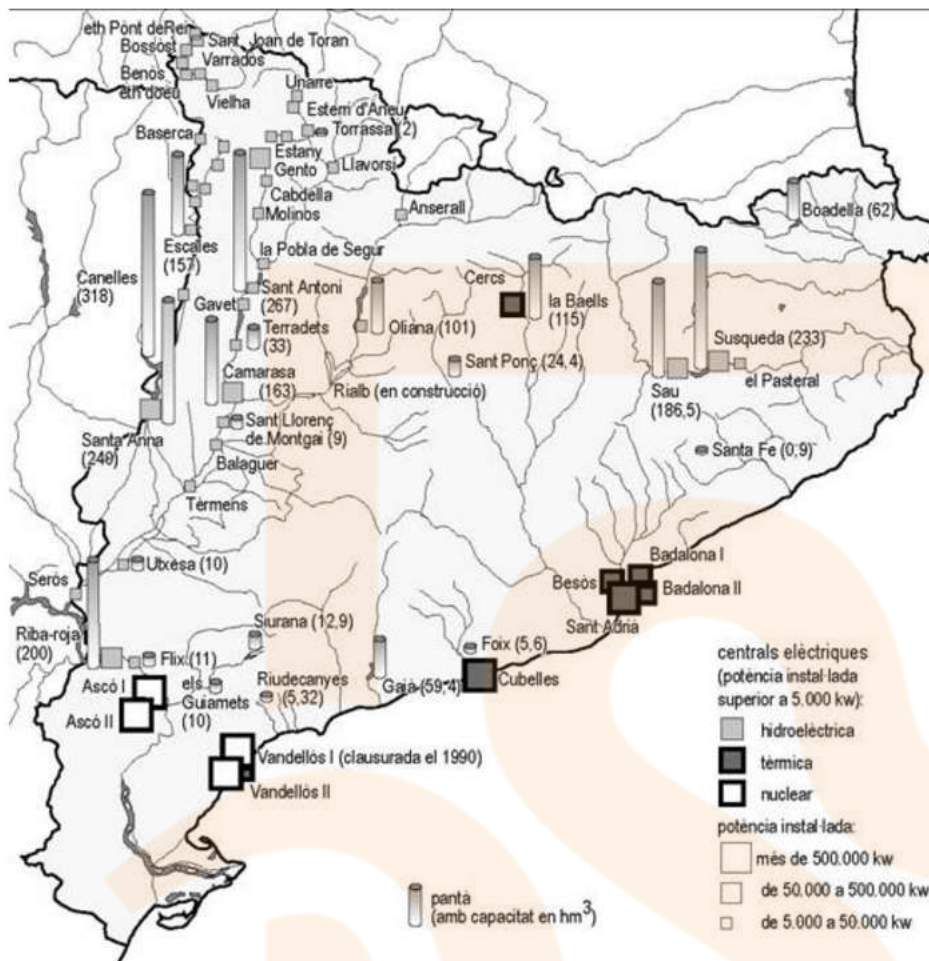 eth Pònt de Rei
Sant Joan de Toran
Bossòst
Varrados
Benòs
eth doeu
Vielha
Unarre
Esterri d'Àneu
Torrassa (2)
Baserca
Estany
Gento
Llavorsí
Cabdella
Molinos
Anserall
Boadella (62)
Escales
(157)
la Pobla de Segur
Canelles
(318)
Sant Antoni
(267)
Gavet
Terradets
(33)
Oliana (101)
Cercs
la Baells
(115)
Susqueda (233)
Sant Ponç (24,4)
Camarasa
(163)
Rialb (en construcció)
el Pasteral
Sau
(186,5)
Sant Llorenç
de Montgai (9)
Santa Anna
(240)
Balaguer
Santa Fe (0,9)
Tèrmens
Utxesa (10)
Seròs
Badalona I
Besòs
Badalona II
Sant Adrià
Riba-roja
(200)
Siurana (12,9)
Foix (5,6)
Flix (11)
els
Guiamets
(10)
Riudecanyes
(5,32)
Gaià (59,4)
Cubelles
Ascó I
Ascó II
Vandellòs I (clausurada el 1990)
Vandellòs II
centrals elèctriques
(potència instal·lada
superior a 5.000 kw):
hidroelèctrica
tèrmica
nuclear
potència instal·lada:
més de 500.000 kw
de 50.000 a 500.000 kw
de 5.000 a 50.000 kw
pantà
(amb capacitat en hm³)